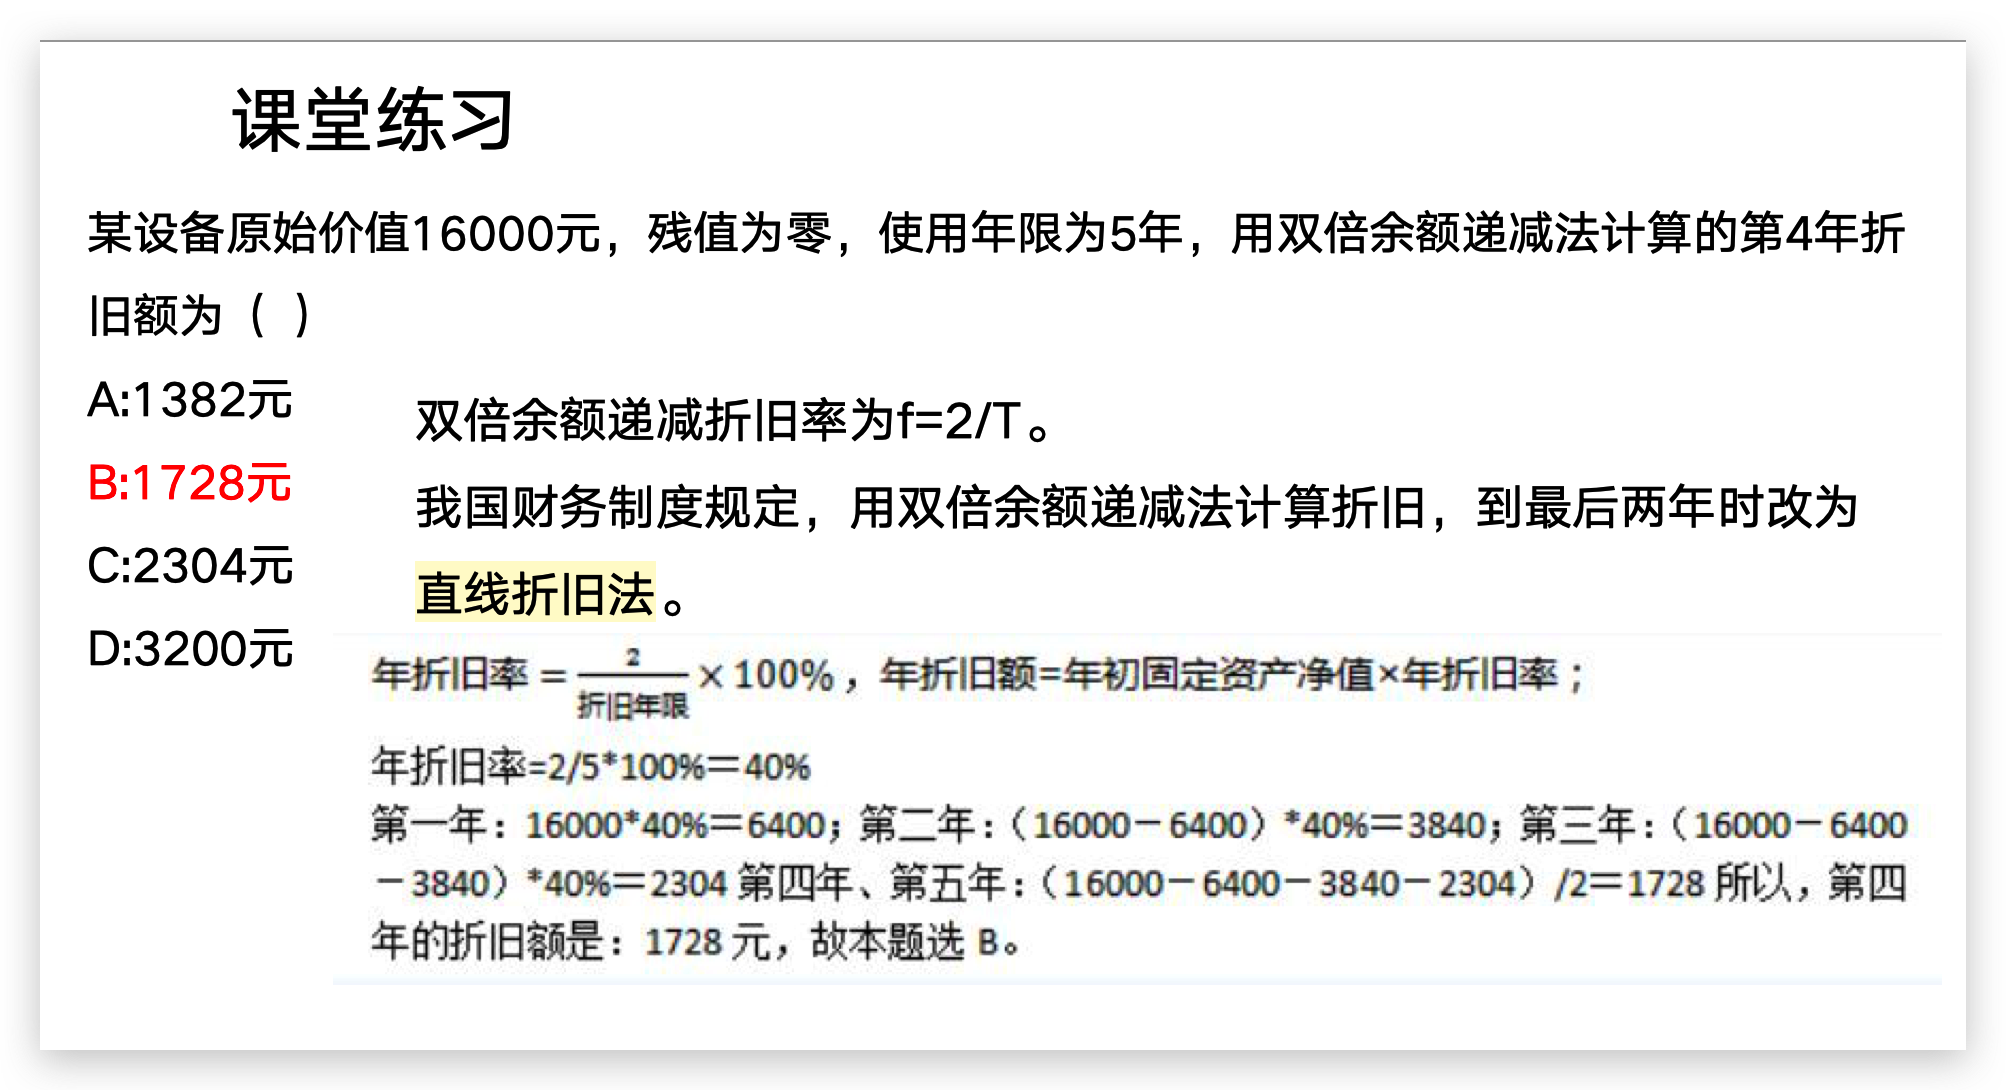 课堂练习
某设备原始价值16000元，残值为零，使用年限为5年，用双倍余额递减法计算的第4年折
旧额为（ ）
A:1382元
B:1728元
C:2304元
D:3200元
双倍余额递减折旧率为f=2/T。
我国财务制度规定，用双倍余额递减法计算折旧，到最后两年时改为
直线折旧法。
年折旧率＝2/折旧年限×100%，年折旧额=年初固定资产净值×年折旧率；
年折旧率=2/5*100%＝40%
第一年：16000*40%＝6400；第二年：（16000－6400）*40%＝3840；第三年：（16000－6400
－3840）*40%＝2304 第四年、第五年：（16000－6400－3840－2304）/2＝1728 所以，第四
年的折旧额是：1728 元，故本题选 B。